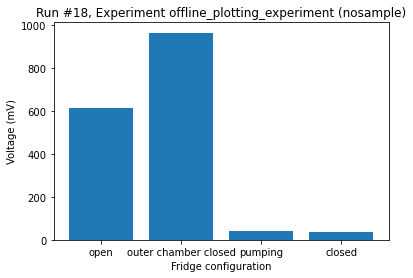 Run #18, Experiment offline_plotting_experiment (nosample)
1000
800
600
400
200
0
Voltage (mV)
open outer chamber closed pumping closed
Fridge configuration